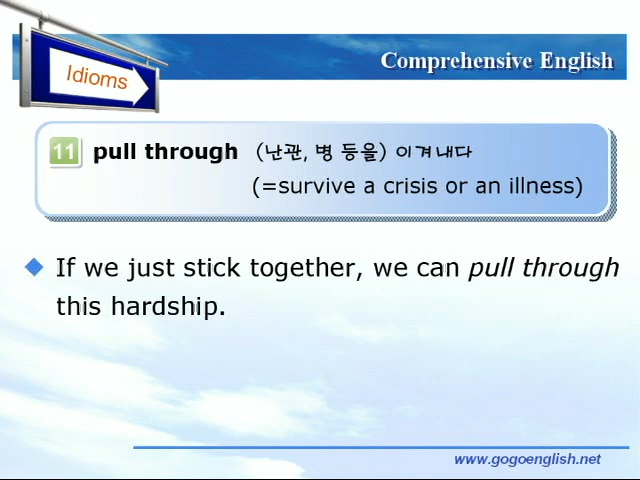 Idioms
Comprehensive English
11 pull through (난관, 병 등을) 이겨내다
(=survive a crisis or an illness)
If we just stick together, we can pull through
this hardship.
www.gogoenglish.net